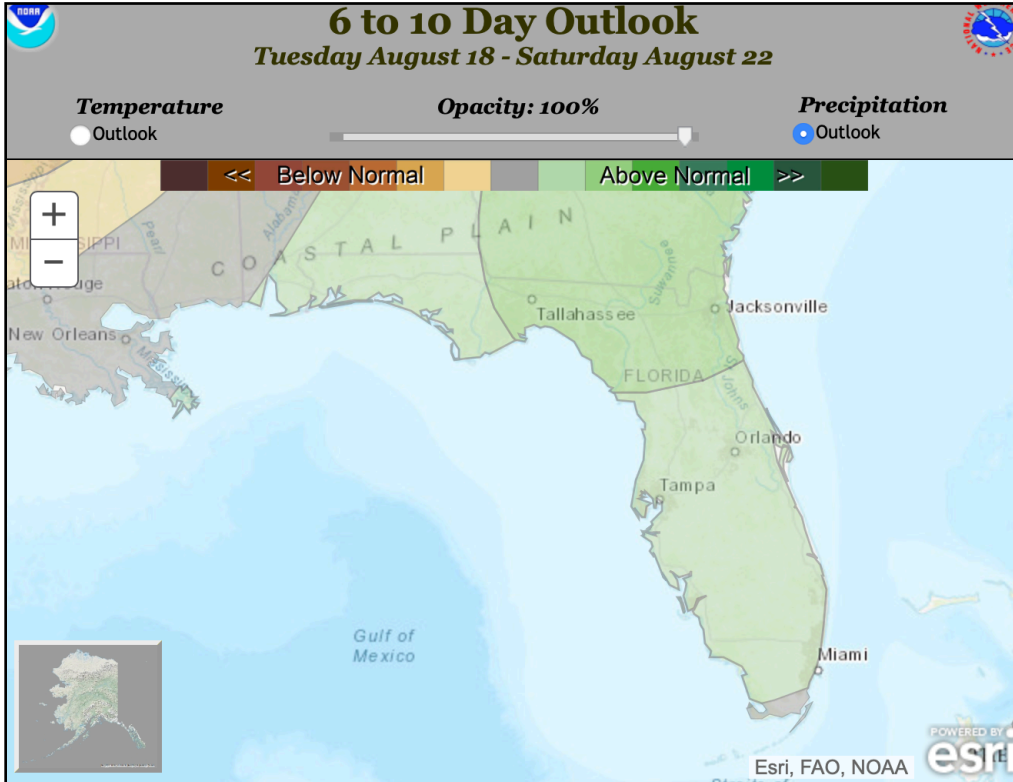 NOAA
6 to 10 Day Outlook
Tuesday August 18 - Saturday August 22
Temperature
Opacity: 100%
Precipitation
Outlook
Outlook
<< Below Normal
Above Normal >>
+
−
Mississippi
Pearl
Alabama
COASTAL PLAIN
Suwannee
New Orleans
Mississippi
Tallahassee
Jacksonville
FLORIDA
St Johns
Orlando
Tampa
Gulf of
Mexico
Miami
POWERED BY
esri
Esri, FAO, NOAA